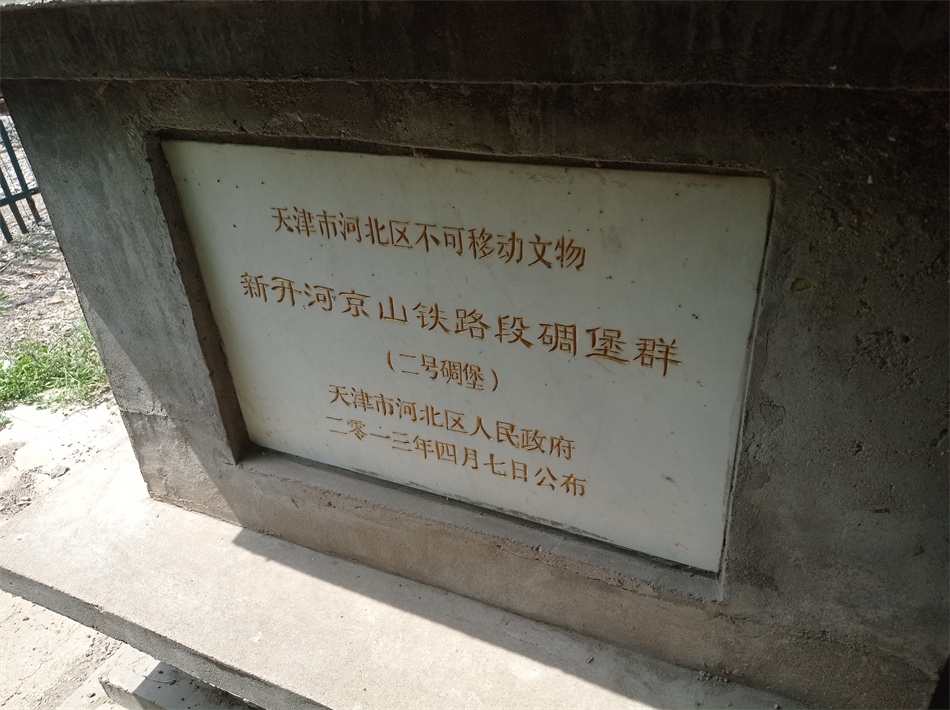 天津市河北区不可移动文物
新开河京山铁路段碉堡群
（二号碉堡）
天津市河北区人民政府
二零一三年四月七日公布